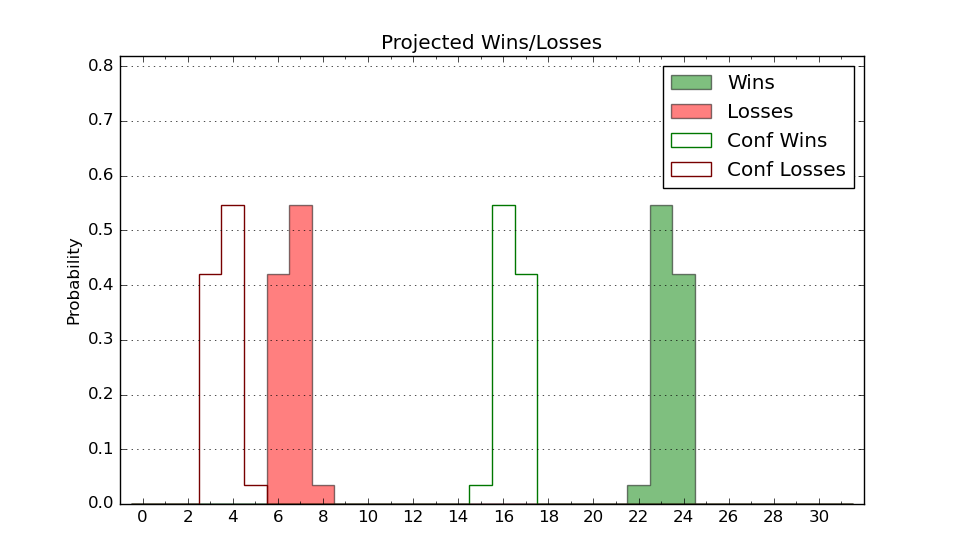 Projected Wins/Losses
0.8
0.7
0.6
0.5
0.4
0.3
0.2
0.1
0.0
Probability
Wins
Losses
Conf Wins
Conf Losses
0 2 4 6 8 10 12 14 16 18 20 22 24 26 28 30